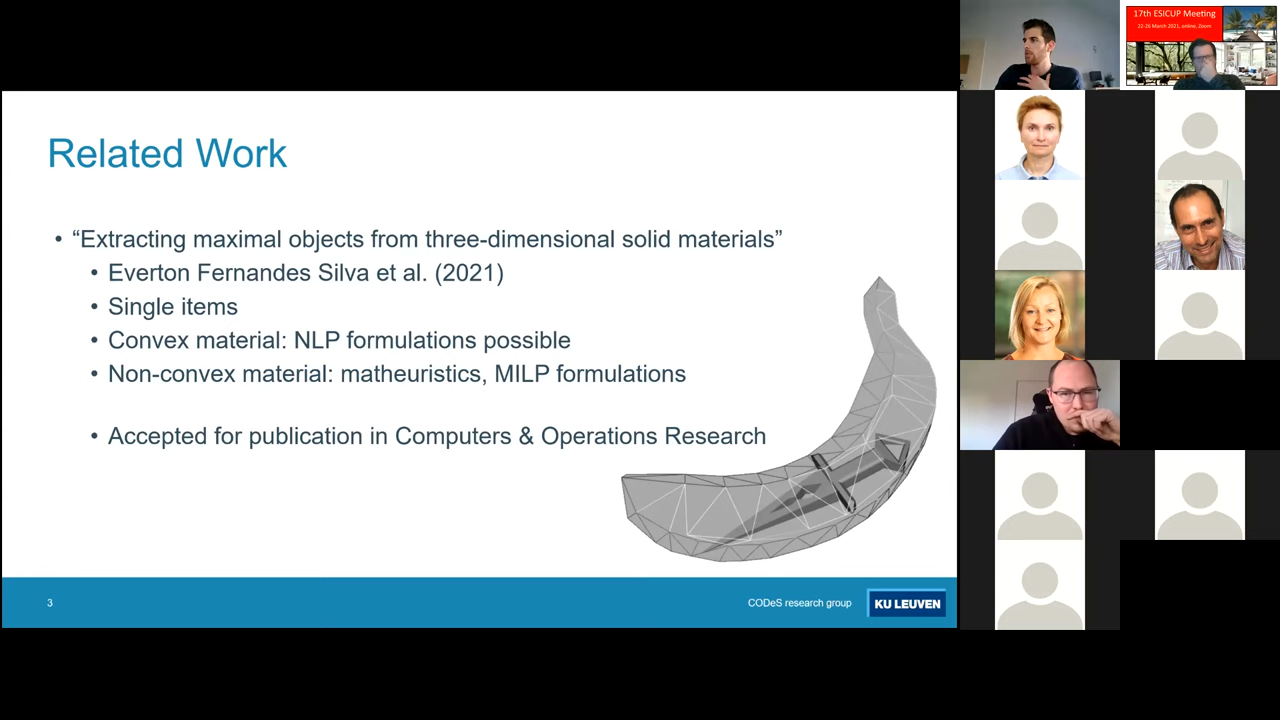 17th ESICUP Meeting
22-26 March 2021, online, Zoom
Related Work
• “Extracting maximal objects from three-dimensional solid materials”
• Everton Fernandes Silva et al. (2021)
• Single items
• Convex material: NLP formulations possible
• Non-convex material: matheuristics, MILP formulations
• Accepted for publication in Computers & Operations Research
3
CODeS research group
KU LEUVEN